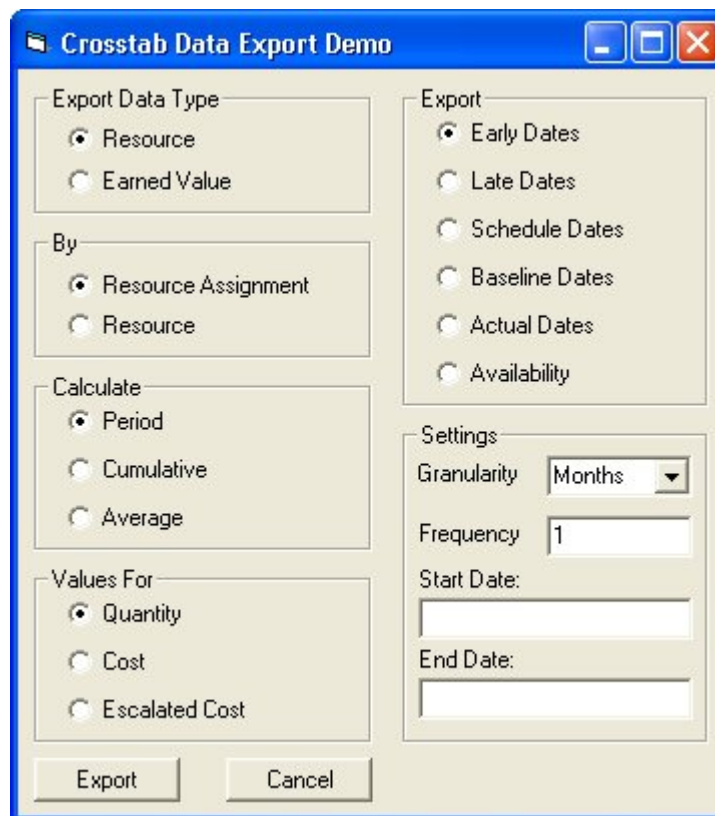 Crosstab Data Export Demo
Export Data Type
Resource
Earned Value
By
Resource Assignment
Resource
Calculate
Period
Cumulative
Average
Values For
Quantity
Cost
Escalated Cost
Export
Early Dates
Late Dates
Schedule Dates
Baseline Dates
Actual Dates
Availability
Settings
Granularity Months
Frequency 1
Start Date:
End Date:
Export Cancel